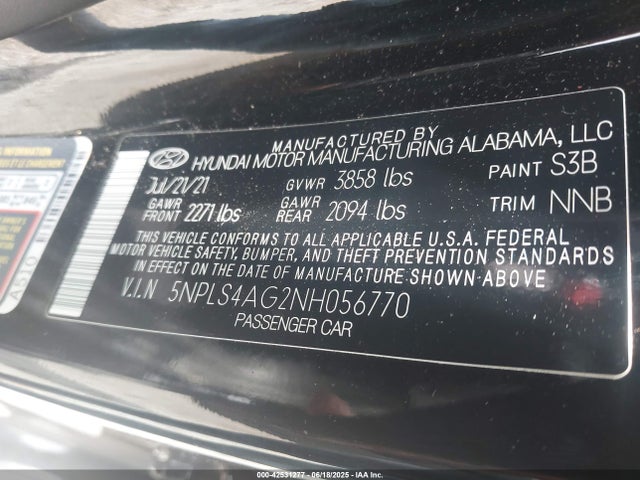 MANUFACTURED BY
HYUNDAI MOTOR MANUFACTURING ALABAMA, LLC
Jul/21/21 GVWR 3858 lbs PAINT S3B
GAWR FRONT 2271 lbs GAWR REAR 2094 lbs TRIM NNB
THIS VEHICLE CONFORMS TO ALL APPLICABLE U.S.A. FEDERAL
MOTOR VEHICLE SAFETY, BUMPER, AND THEFT PREVENTION STANDARDS
IN EFFECT ON THE DATE OF MANUFACTURE SHOWN ABOVE
V.I.N 5NPLS4AG2NH056770
PASSENGER CAR
INFORMATION
000-42531277 - 06/18/2025 - IAAI.COM